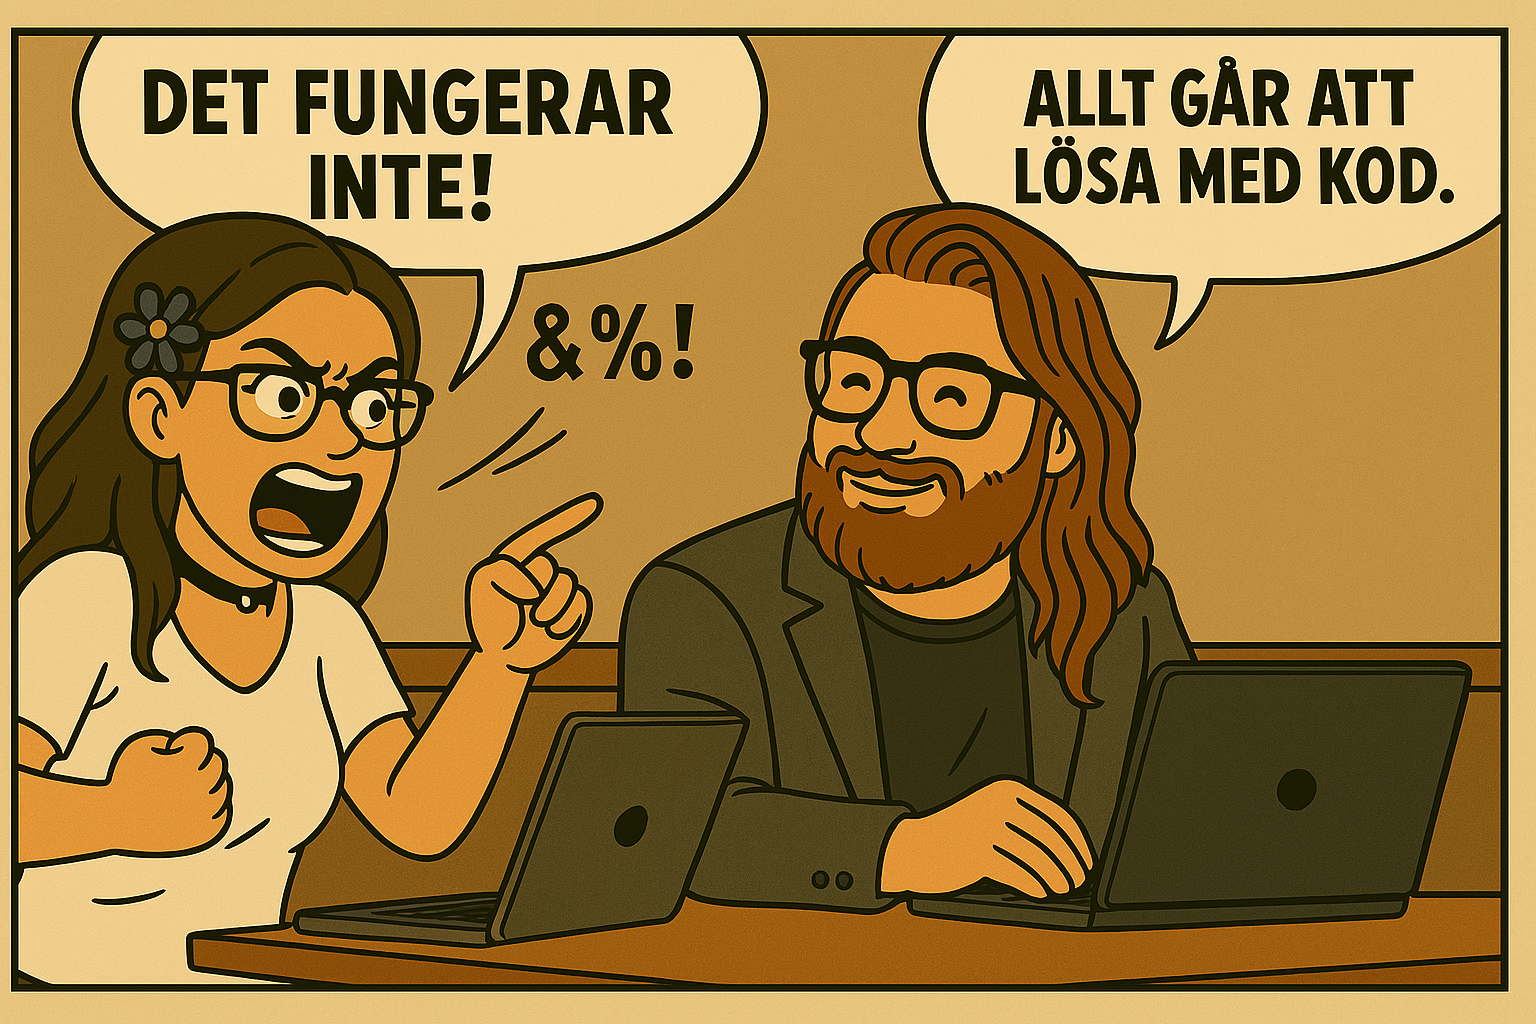 DET FUNGERAR
INTE!
&%!
ALLT GÅR ATT
LÖSA MED KOD.